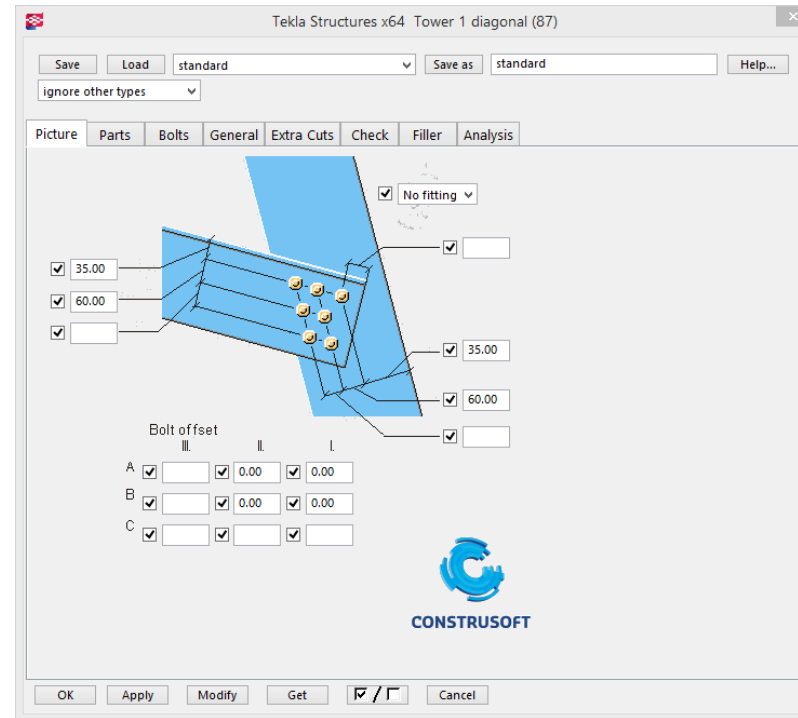 Tekla Structures x64 Tower 1 diagonal (87)
Save Load standard Save as standard Help...
ignore other types
Picture Parts Bolts General Extra Cuts Check Filler Analysis
No fitting
35.00
60.00
35.00
60.00
Bolt offset
III. II. I.
A 0.00 0.00
B 0.00 0.00
C
CONSTRUSOFT
OK Apply Modify Get / Cancel